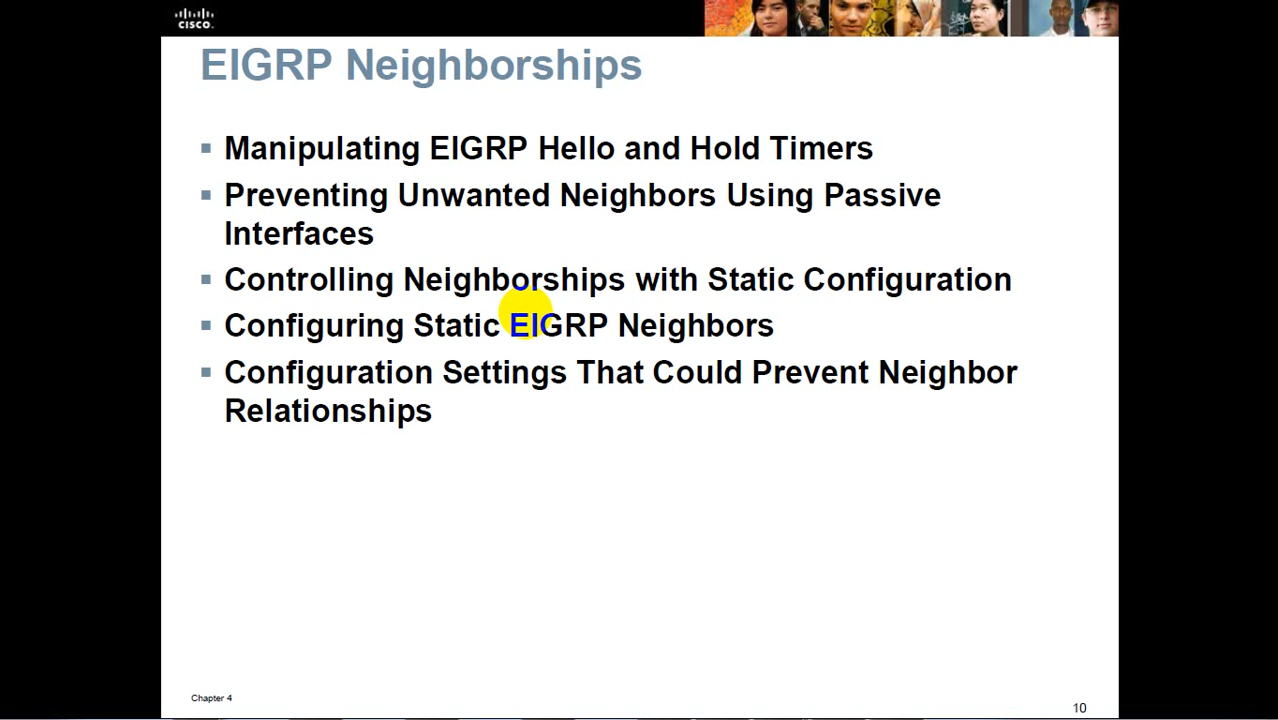 CISCO.
EIGRP Neighborships
▪ Manipulating EIGRP Hello and Hold Timers
▪ Preventing Unwanted Neighbors Using Passive
Interfaces
▪ Controlling Neighborships with Static Configuration
▪ Configuring Static EIGRP Neighbors
▪ Configuration Settings That Could Prevent Neighbor
Relationships
Chapter 4
10